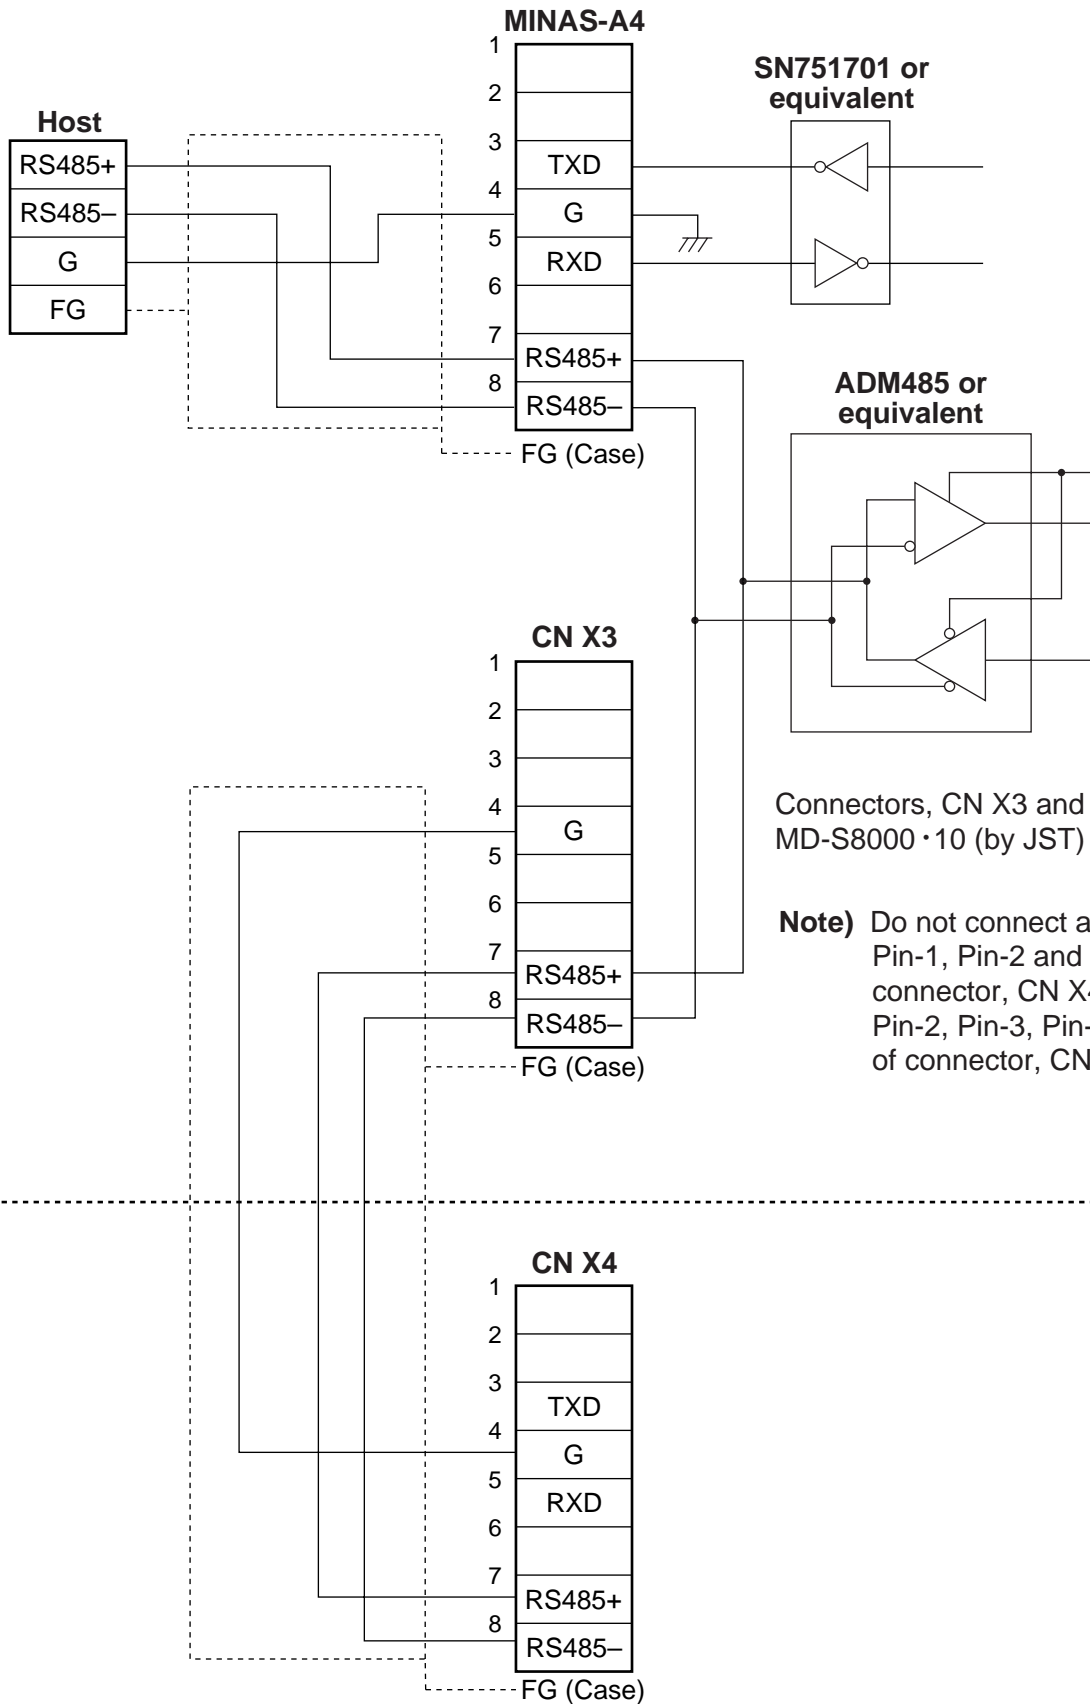 MINAS-A4
SN751701 or
equivalent
Host
RS485+
RS485–
G
FG
1
2
3
TXD
4
G
5
RXD
6
7
RS485+
8
RS485–
FG (Case)
ADM485 or
equivalent
CN X3
1
2
3
4
G
5
6
7
RS485+
8
RS485–
FG (Case)
Connectors, CN X3 and
MD-S8000・10 (by JST)
Note) Do not connect a
Pin-1, Pin-2 and
connector, CN X4
Pin-2, Pin-3, Pin-
of connector, CN
CN X4
1
2
3
TXD
4
G
5
RXD
6
7
RS485+
8
RS485–
FG (Case)